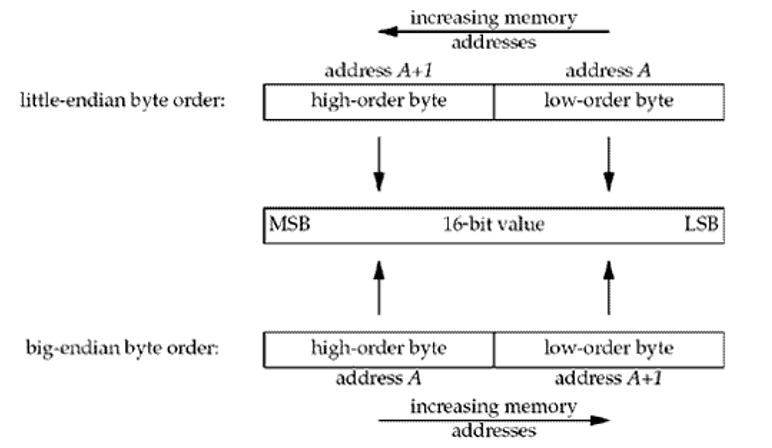 increasing memory
addresses
address A+1 address A
little-endian byte order: high-order byte low-order byte
MSB 16-bit value LSB
big-endian byte order: high-order byte low-order byte
address A address A+1
increasing memory
addresses